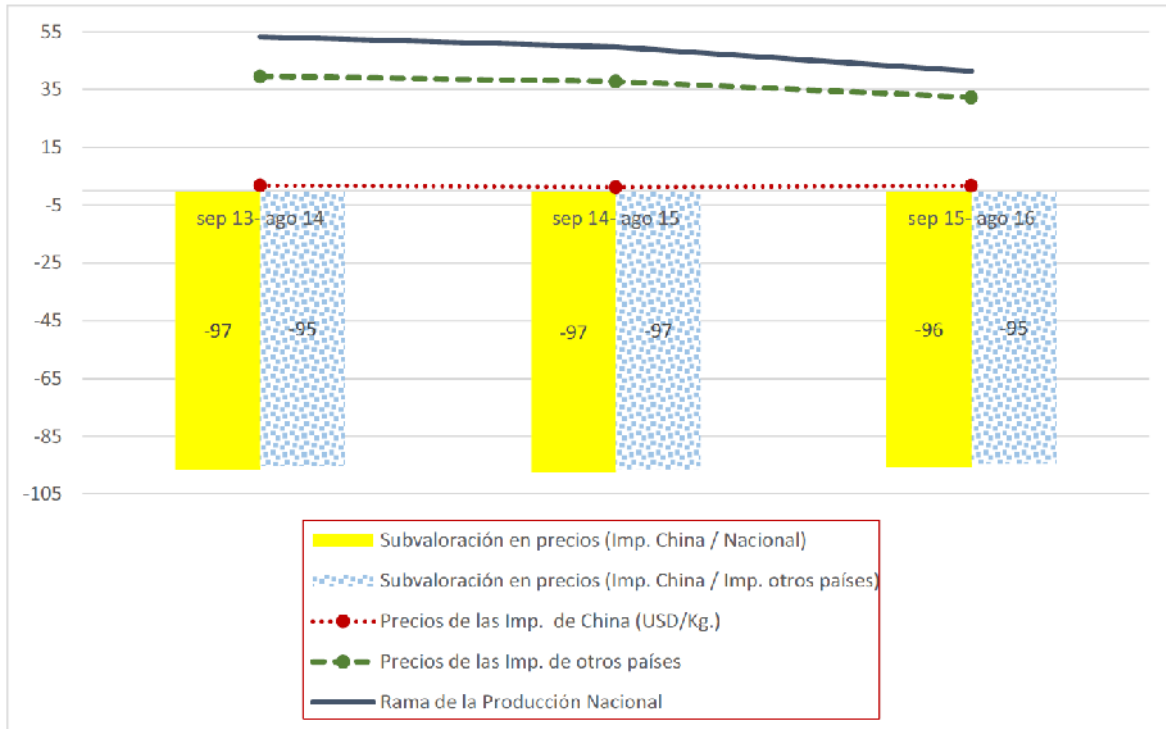 55
35
15
-5
sep 13- ago 14
sep 14- ago 15
sep 15- ago 16
-25
-45
-97
-95
-97
-97
-96
-95
-65
-85
-105
Subvaloración en precios (Imp. China / Nacional)
Subvaloración en precios (Imp. China / Imp. otros países)
Precios de las Imp. de China (USD/Kg.)
Precios de las Imp. de otros países
Rama de la Producción Nacional